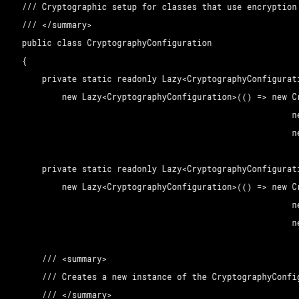 /// Cryptographic setup for classes that use encryption
/// </summary>
public class CryptographyConfiguration
{
private static readonly Lazy<CryptographyConfigurati
new Lazy<CryptographyConfiguration>(() => new Cr
ne
ne
private static readonly Lazy<CryptographyConfigurati
new Lazy<CryptographyConfiguration>(() => new Cr
ne
ne
/// <summary>
/// Creates a new instance of the CryptographyConfig
/// </summary>